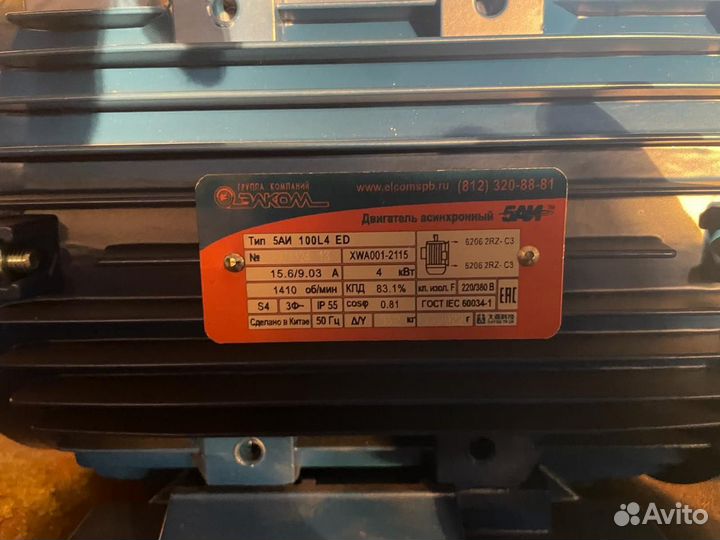 ГРУППА КОМПАНИЙ
ЭЛКОМ
www.elcomspb.ru (812) 320-88-81
Двигатель асинхронный 5АИ™
Тип 5АИ 100L4 ED
№ XWA001-2115
6206 2RZ- C3
6206 2RZ- C3
15.6/9.03 А 4 кВт
1410 об/мин КПД 83.1% кл. изол. F 220/380 В
S4 3Ф~ IP 55 cosφ 0.81 ГОСТ IEC 60034-1 EAC
Сделано в Китае 50 Гц Δ/Y кг г
Avito